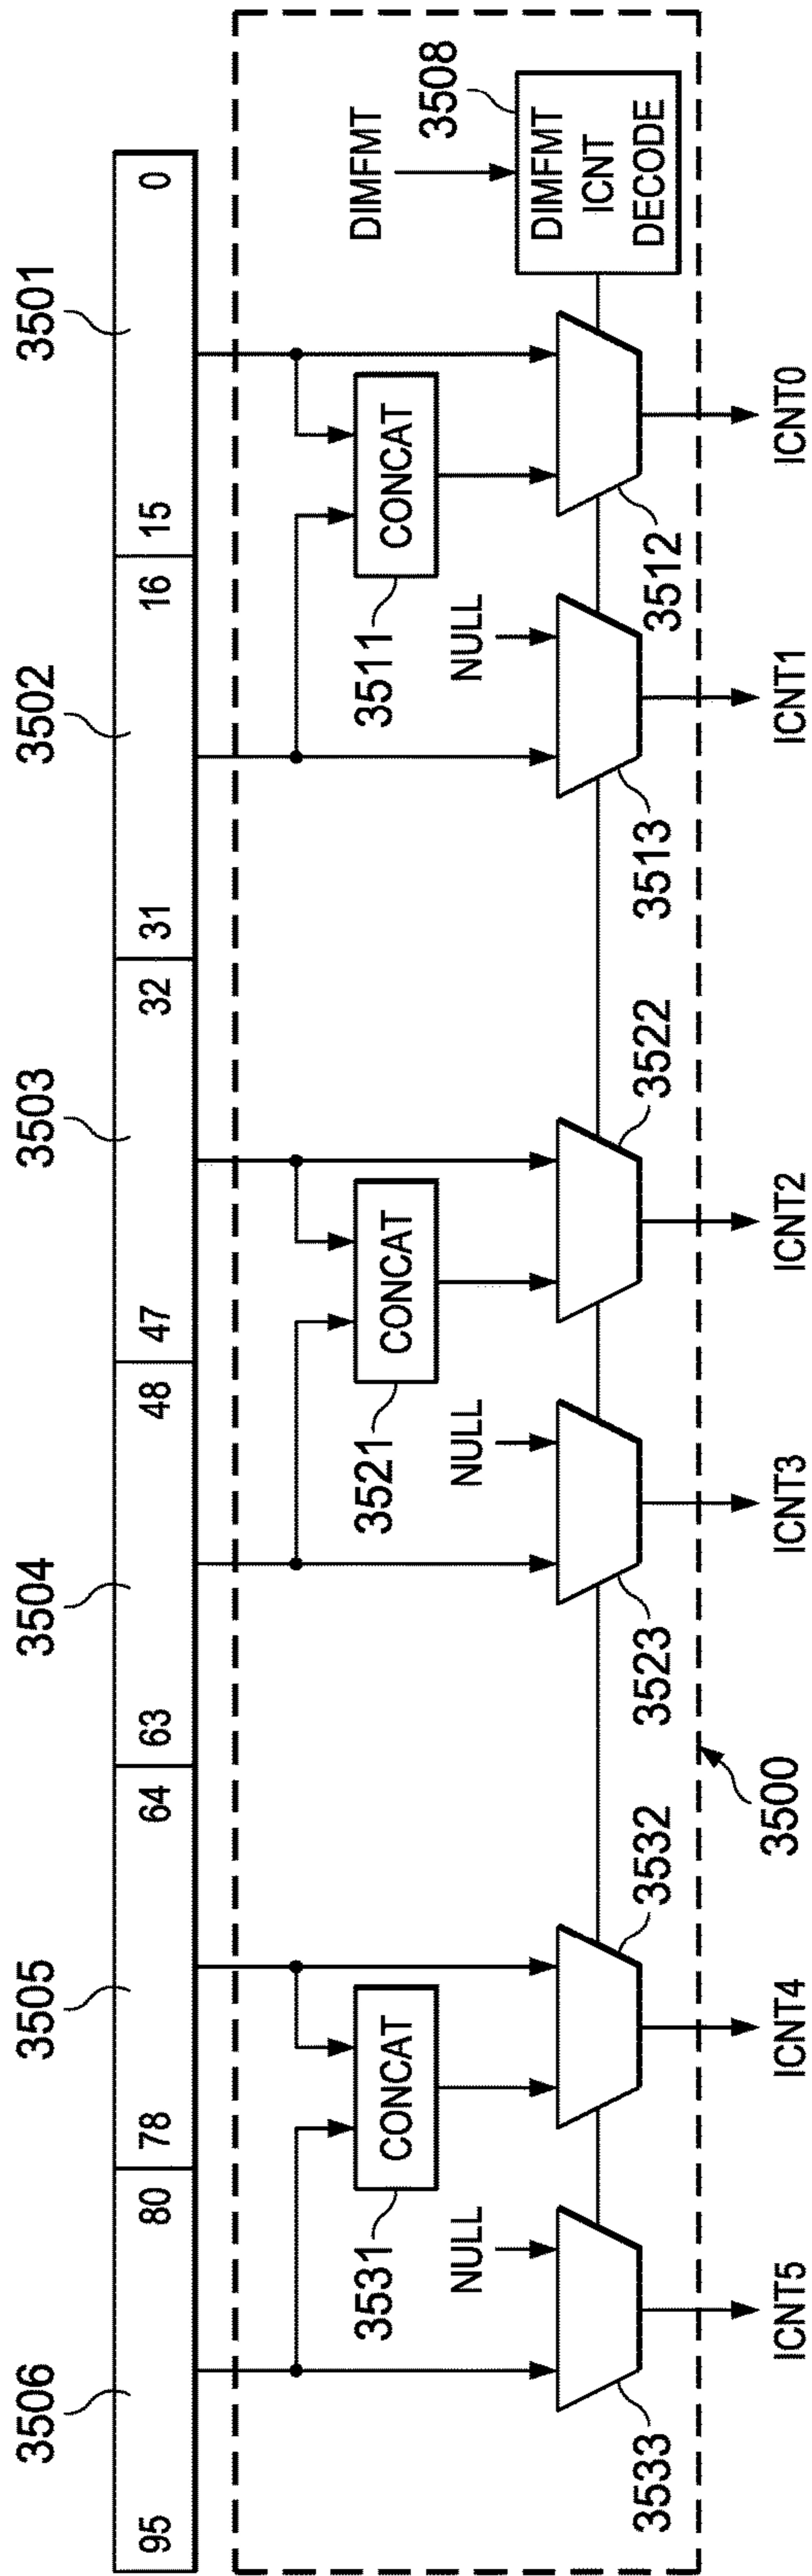 3506 3505 3504 3503 3502 3501
95 80 78 64 63 48 47 32 31 16 15 0
DIMFMT
3508
CONCAT CONCAT CONCAT
3531 3521 3511
NULL NULL NULL
DIMFMT
ICNT
DECODE
3533 3532 3523 3522 3513 3512
3500
ICNT5 ICNT4 ICNT3 ICNT2 ICNT1 ICNT0